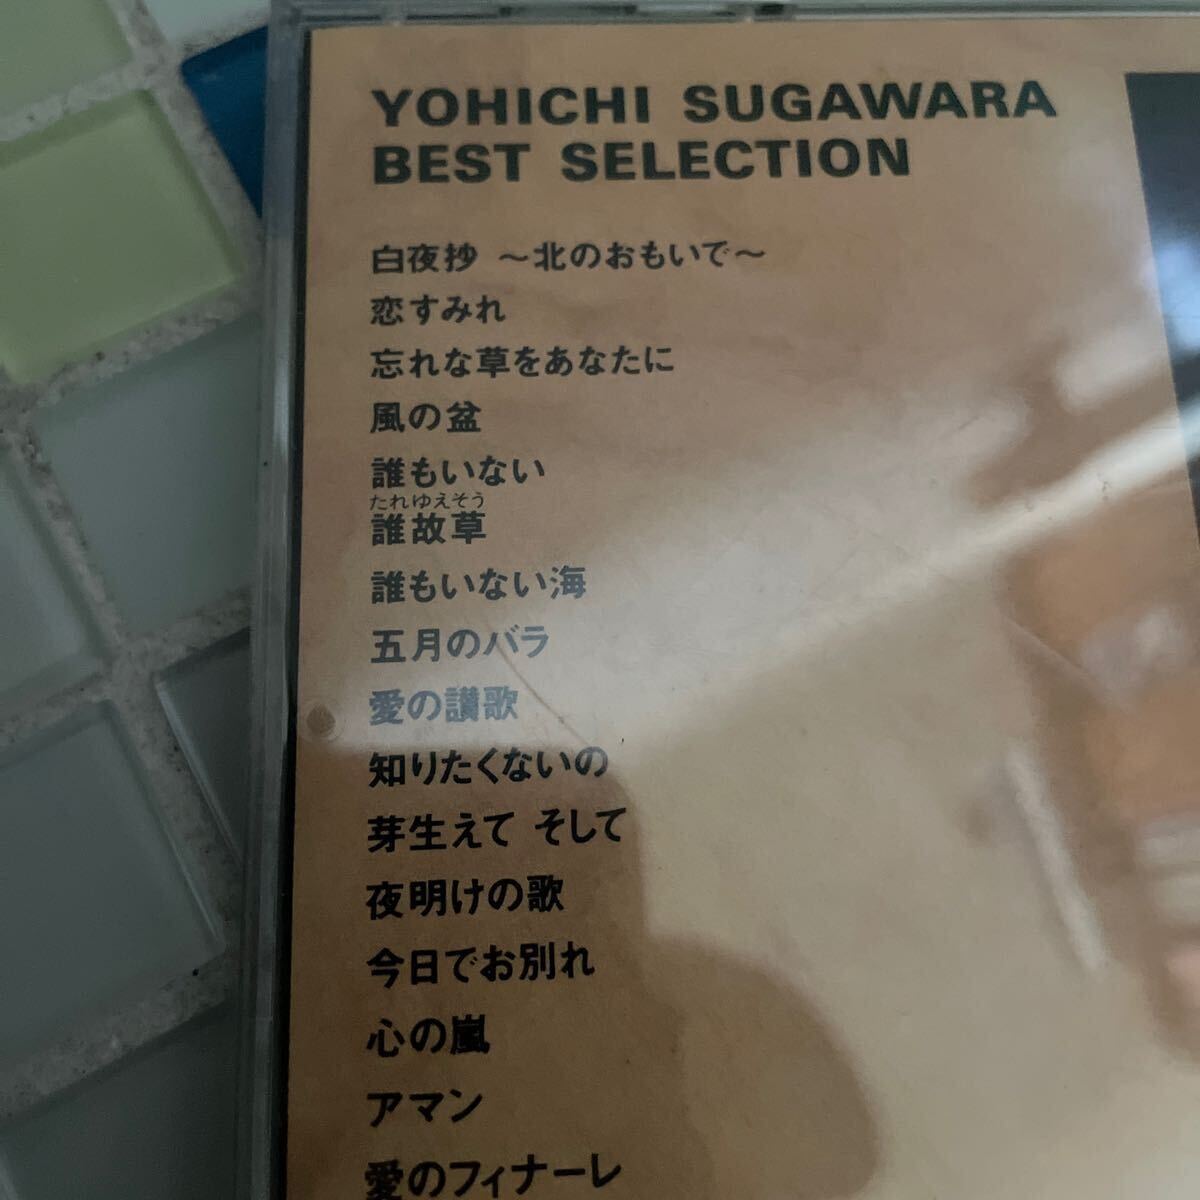 YOHICHI SUGAWARA
BEST SELECTION
白夜抄 〜北のおもいで〜
恋すみれ
忘れな草をあなたに
風の盆
誰もいない
たれゆえそう
誰故草
誰もいない海
五月のバラ
愛の讃歌
知りたくないの
芽生えて そして
夜明けの歌
今日でお別れ
心の嵐
アマン
愛のフィナーレ